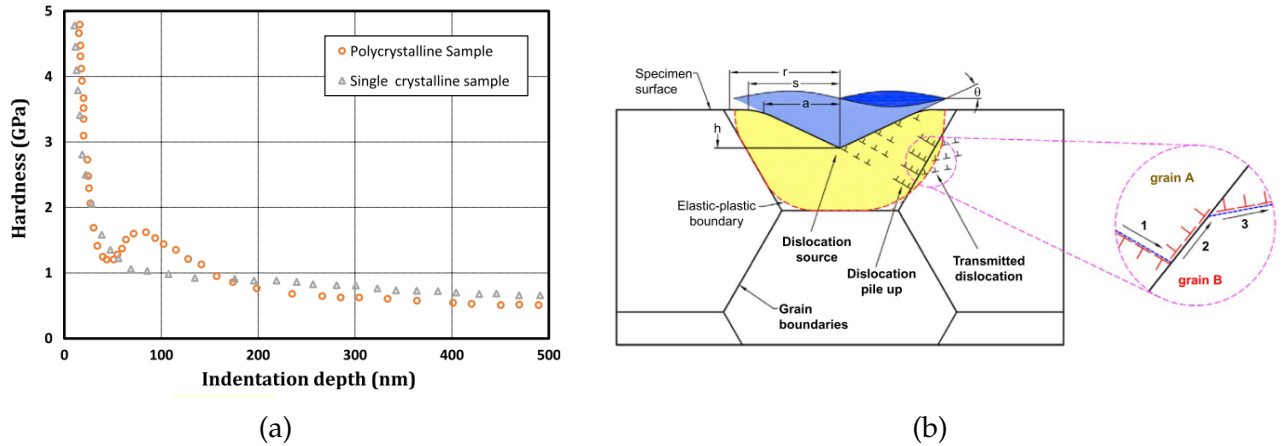 5
4
3
2
1
0
0
100
200
300
400
500
Hardness (GPa)
Indentation depth (nm)
Polycrystalline Sample
Single crystalline sample
(a)
Specimen
surface
r
s
a
h
θ
Elastic-plastic
boundary
Dislocation
source
Dislocation
pile up
Transmitted
dislocation
Grain
boundaries
grain A
1
2
3
grain B
(b)